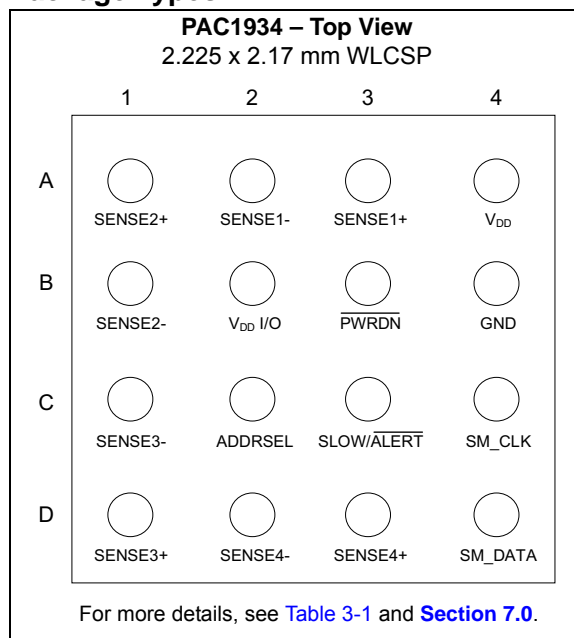 PAC1934 – Top View
2.225 x 2.17 mm WLCSP
1 2 3 4
A
SENSE2+ SENSE1- SENSE1+ VDD
B
SENSE2- VDD I/O PWRDN GND
C
SENSE3- ADDRSEL SLOW/ALERT SM_CLK
D
SENSE3+ SENSE4- SENSE4+ SM_DATA
For more details, see Table 3-1 and Section 7.0.